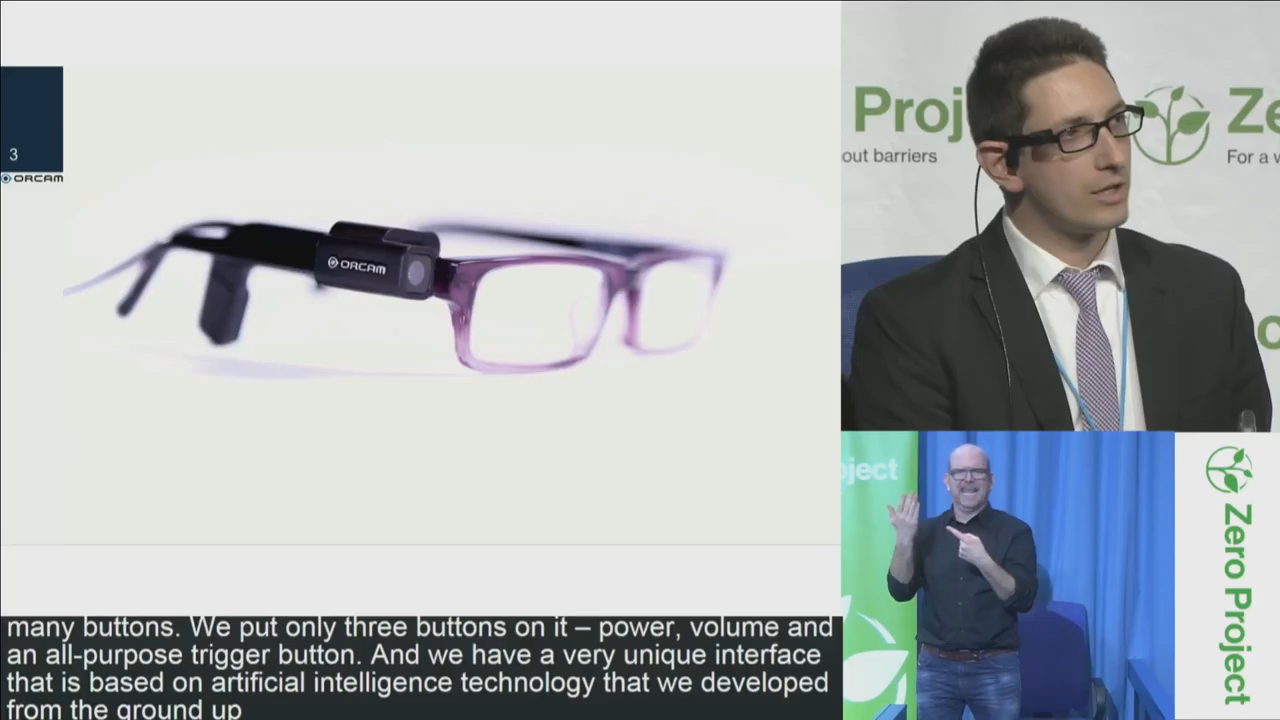 3
ORCAM
ORCAM
Proj
out barriers
Ze
For a w
oject
Zero Project
many buttons. We put only three buttons on it – power, volume and
an all-purpose trigger button. And we have a very unique interface
that is based on artificial intelligence technology that we developed
from the ground up